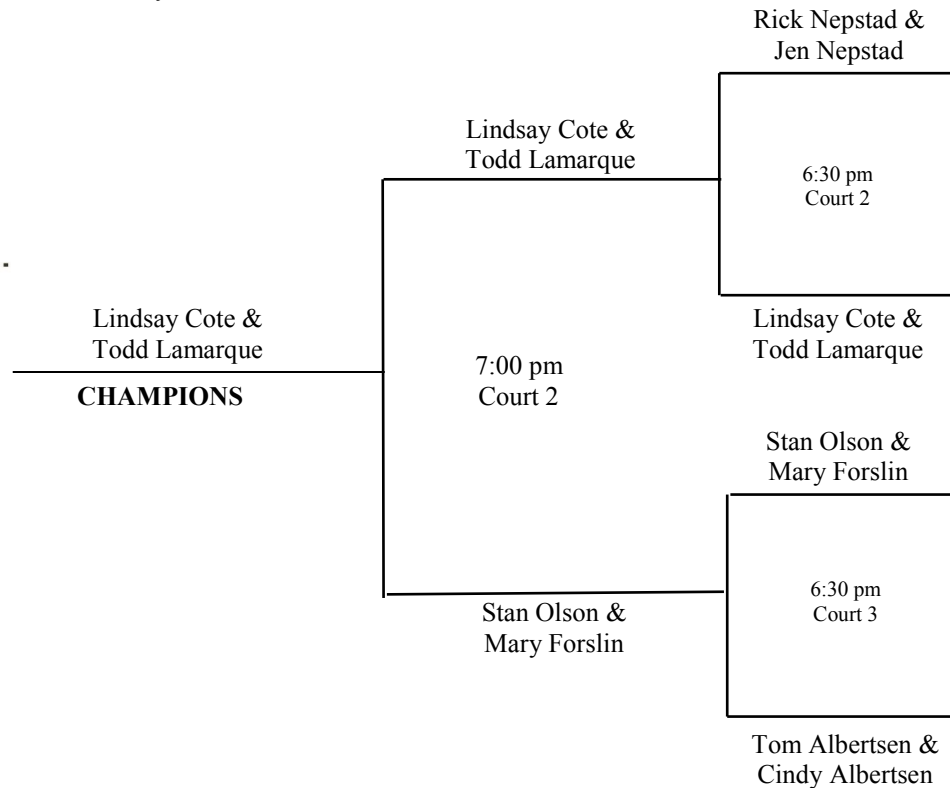 Rick Nepstad &
Jen Nepstad
Lindsay Cote &
Todd Lamarque
6:30 pm
Court 2
Lindsay Cote &
Todd Lamarque
Lindsay Cote &
Todd Lamarque
CHAMPIONS
7:00 pm
Court 2
Stan Olson &
Mary Forslin
6:30 pm
Court 3
Stan Olson &
Mary Forslin
Tom Albertsen &
Cindy Albertsen